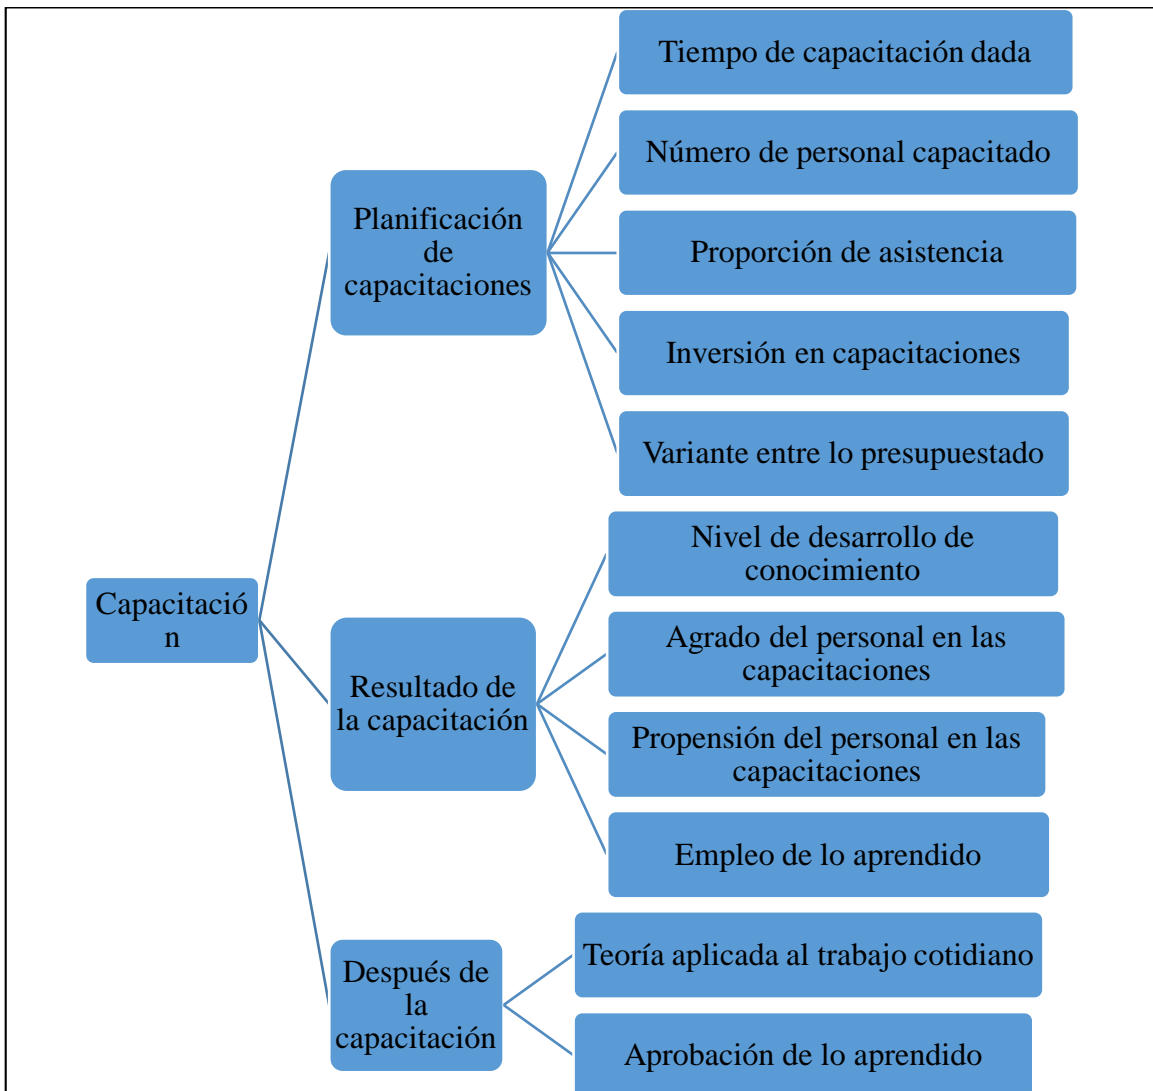 Capacitació
n
Planificación
de
capacitaciones
Tiempo de capacitación dada
Número de personal capacitado
Proporción de asistencia
Inversión en capacitaciones
Variante entre lo presupuestado
Resultado de
la capacitación
Nivel de desarrollo de
conocimiento
Agrado del personal en las
capacitaciones
Propensión del personal en las
capacitaciones
Empleo de lo aprendido
Después de
la
capacitación
Teoría aplicada al trabajo cotidiano
Aprobación de lo aprendido